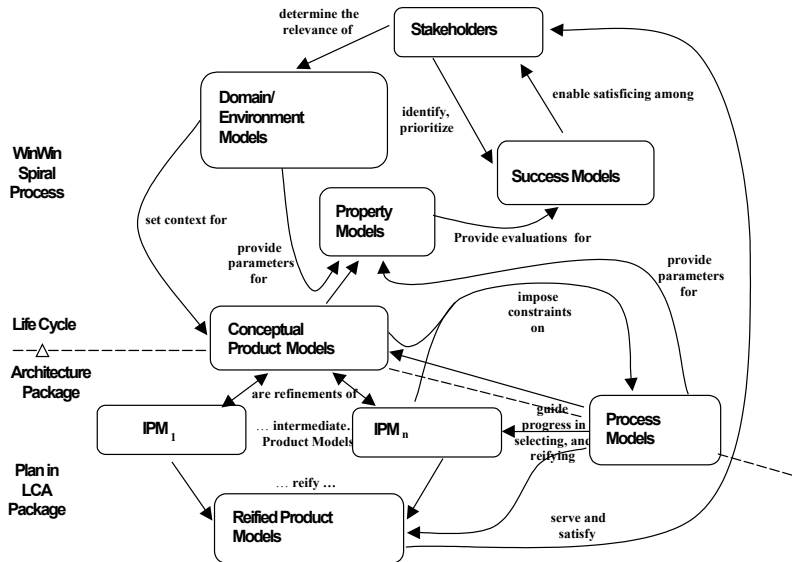 determine the
relevance of
Stakeholders
Domain/
Environment
Models
identify,
prioritize
enable satisficing among
WinWin
Spiral
Process
Success Models
Property
Models
set context for
Provide evaluations for
provide
parameters
for
provide
parameters
for
impose
constraints
on
Life Cycle
Conceptual
Product Models
Architecture
Package
are refinements of
IPM 1
… intermediate…
Product Models
IPM n
guide
progress in
selecting, and
reifying
Process
Models
Plan in
LCA
Package
… reify …
Reified Product
Models
serve and
satisfy